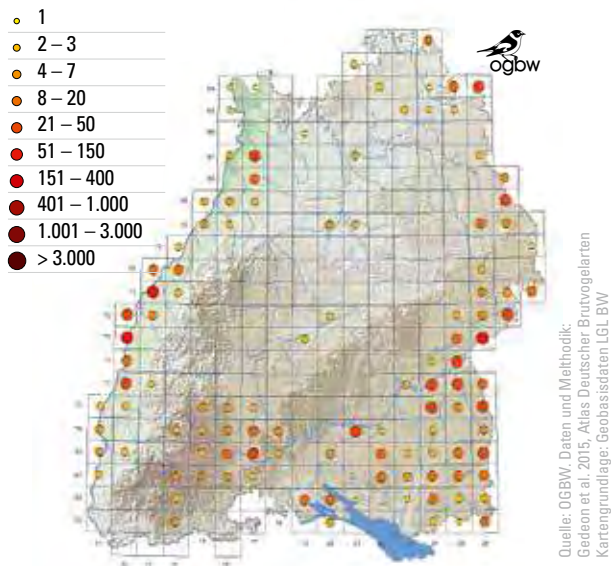 1
2 – 3
4 – 7
8 – 20
21 – 50
51 – 150
151 – 400
401 – 1.000
1.001 – 3.000
> 3.000
ogbw
Quelle: OGBW. Daten und Methodik:
Gedeon et al. 2015, Atlas Deutscher Brutvogelarten
Kartengrundlage: Geobasisdaten LGL BW